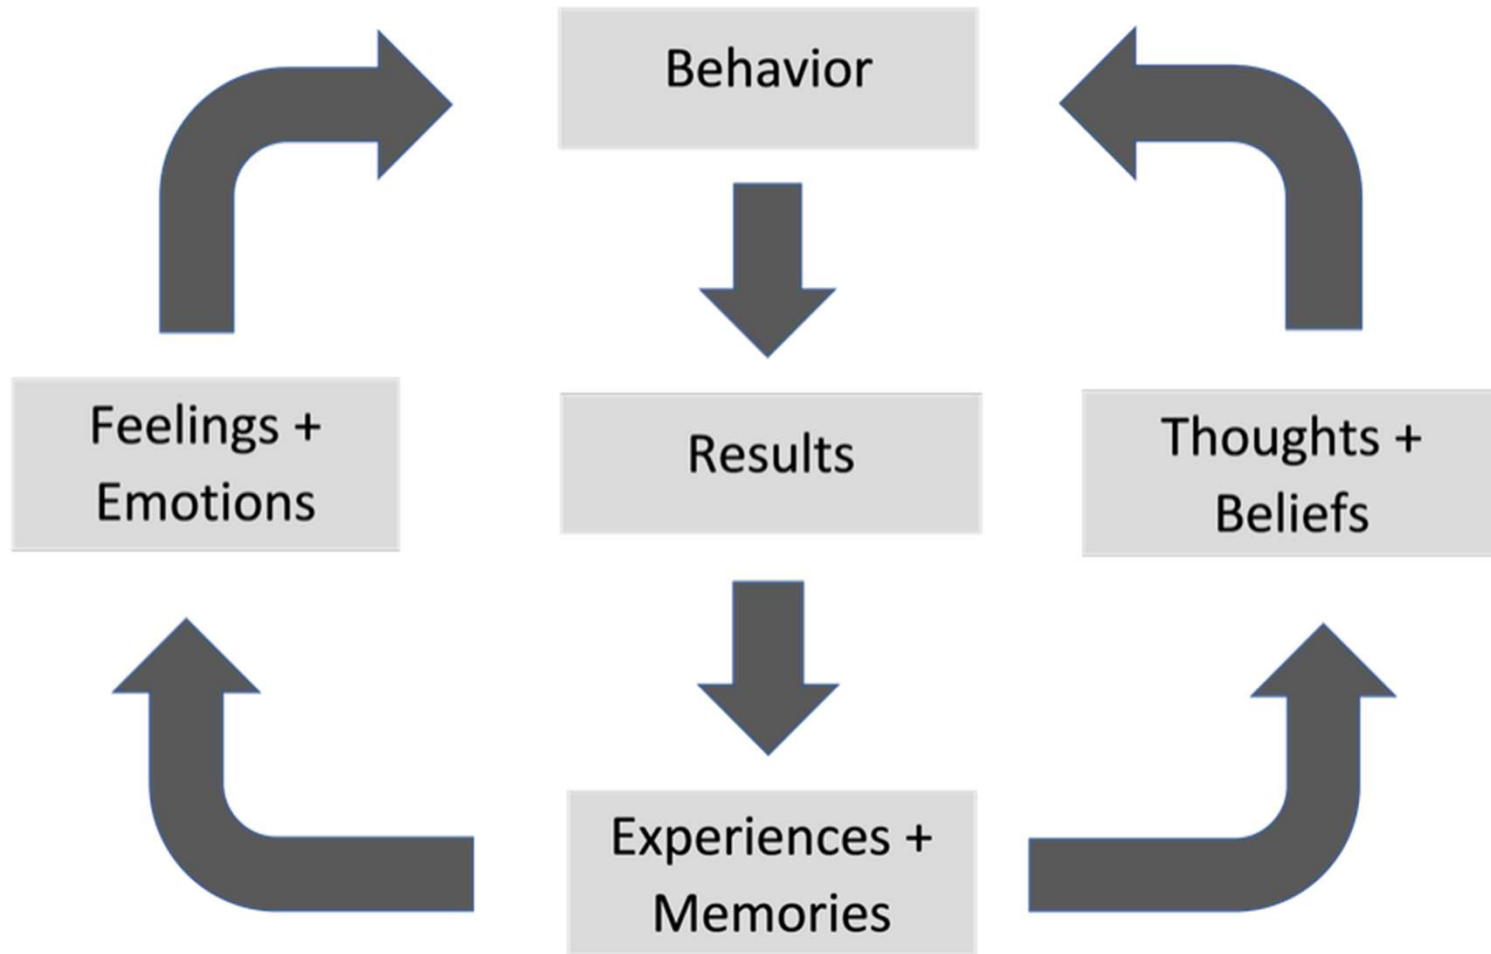 Behavior
Feelings +
Emotions
Results
Thoughts +
Beliefs
Experiences +
Memories